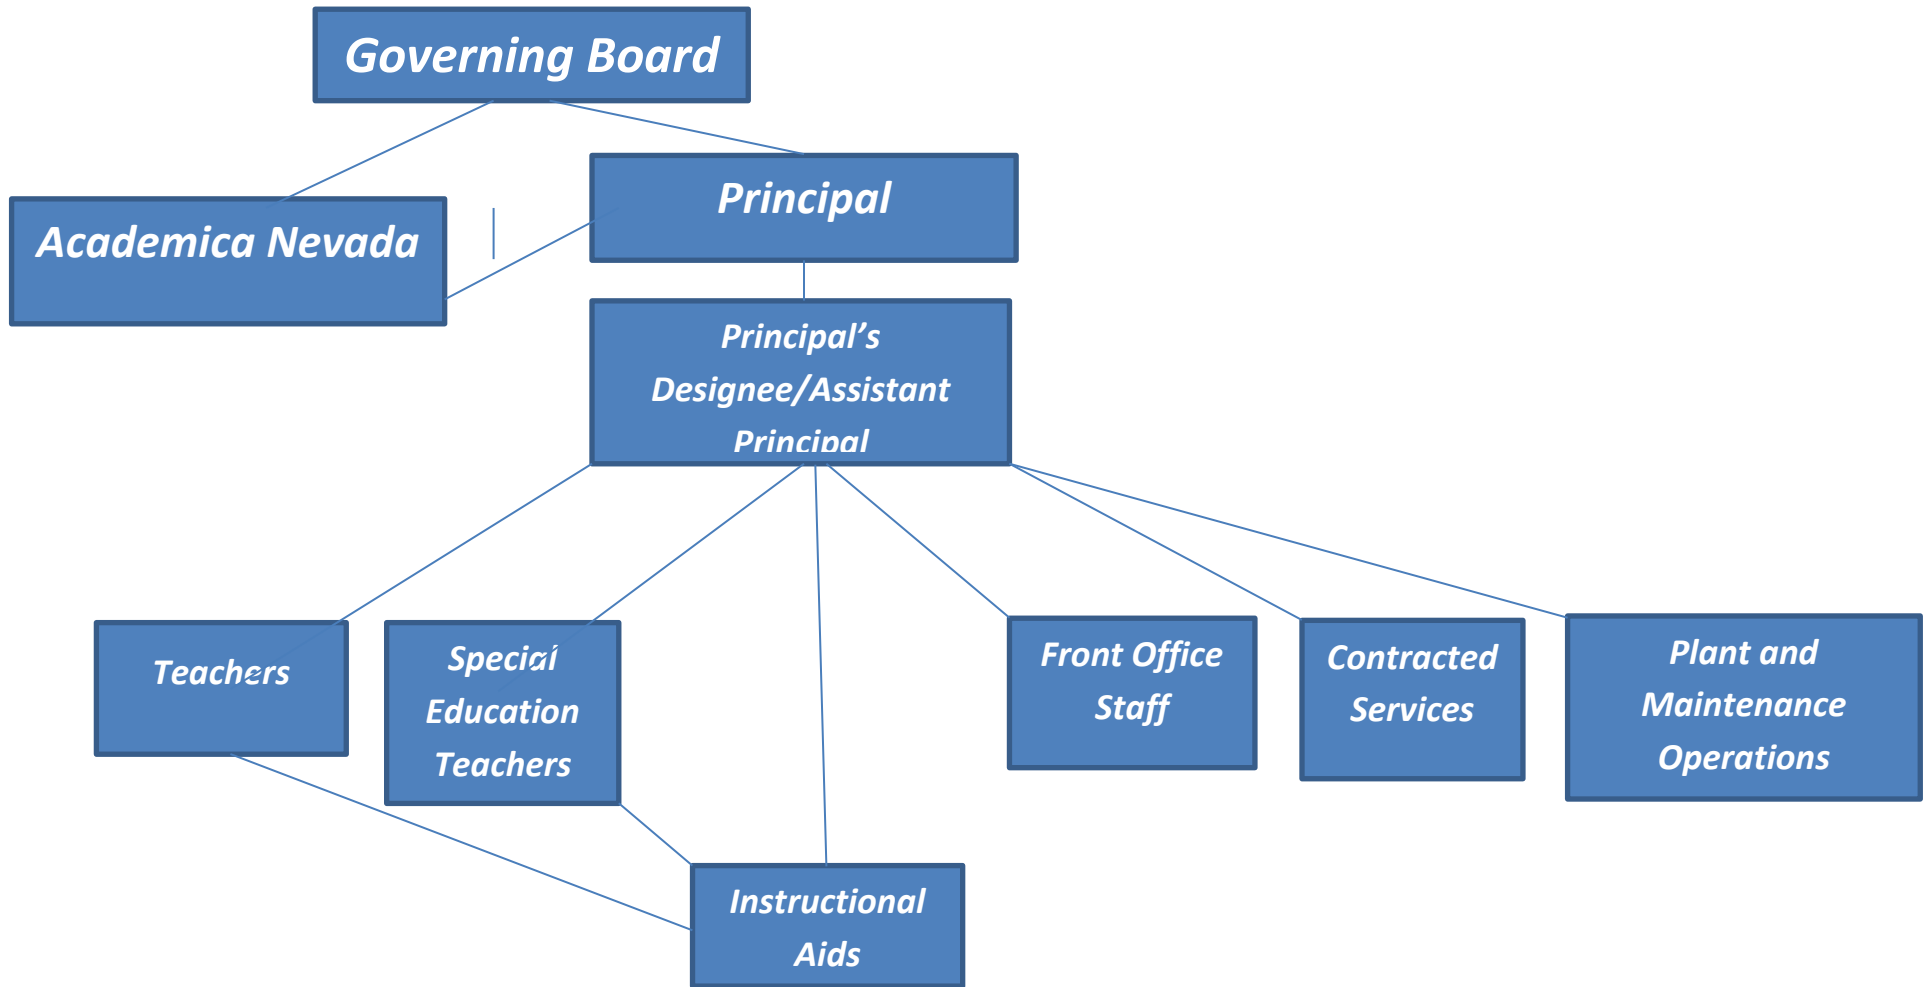 Governing Board
Principal
Academica Nevada
Principal’s
Designee/Assistant
Principal
Teachers
Special
Education
Teachers
Front Office
Staff
Contracted
Services
Plant and
Maintenance
Operations
Instructional
Aids